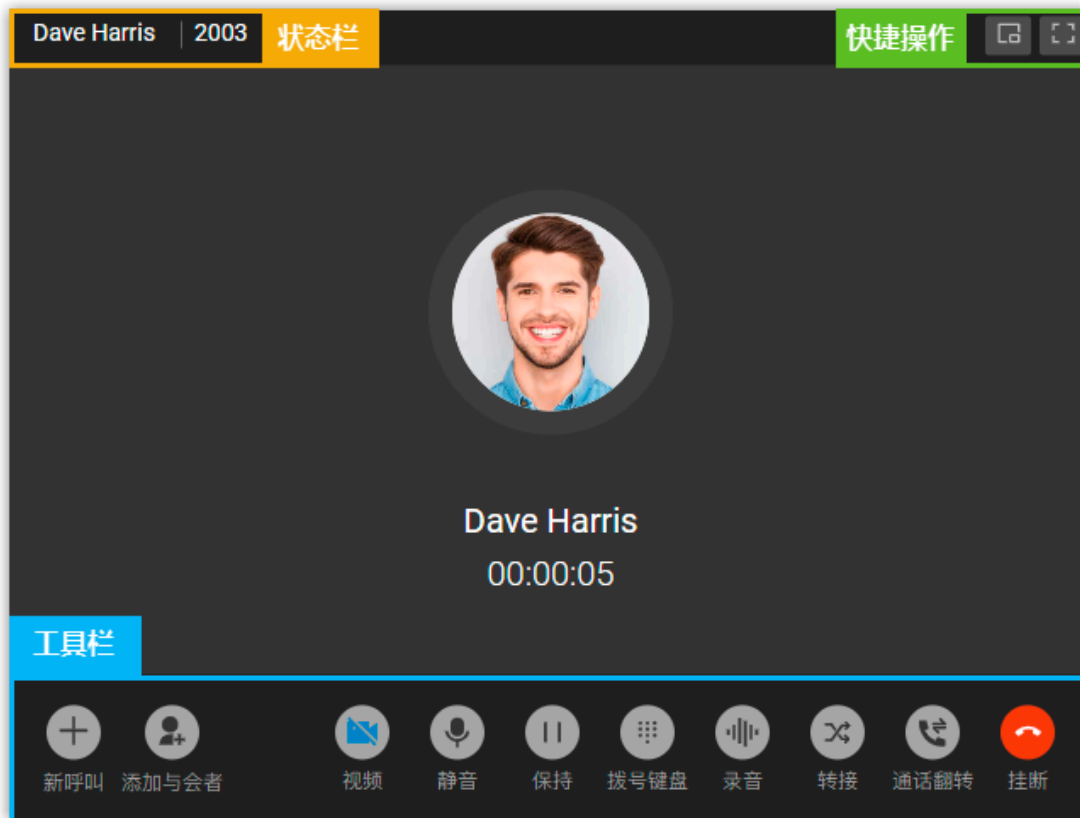 Dave Harris | 2003 状态栏 快捷操作
Dave Harris
00:00:05
工具栏
新呼叫 添加与会者 视频 静音 保持 拨号键盘 录音 转接 通话翻转 挂断